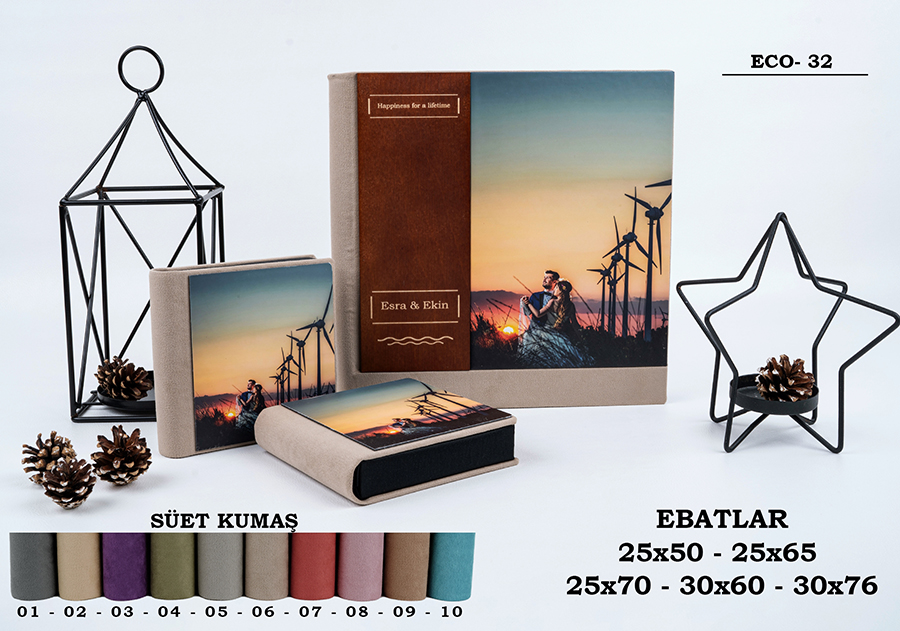 ECO- 32
Happiness for a lifetime
Esra & Ekin
SÜET KUMAŞ
01 - 02 - 03 - 04 - 05 - 06 - 07 - 08 - 09 - 10
EBATLAR
25x50 - 25x65
25x70 - 30x60 - 30x76